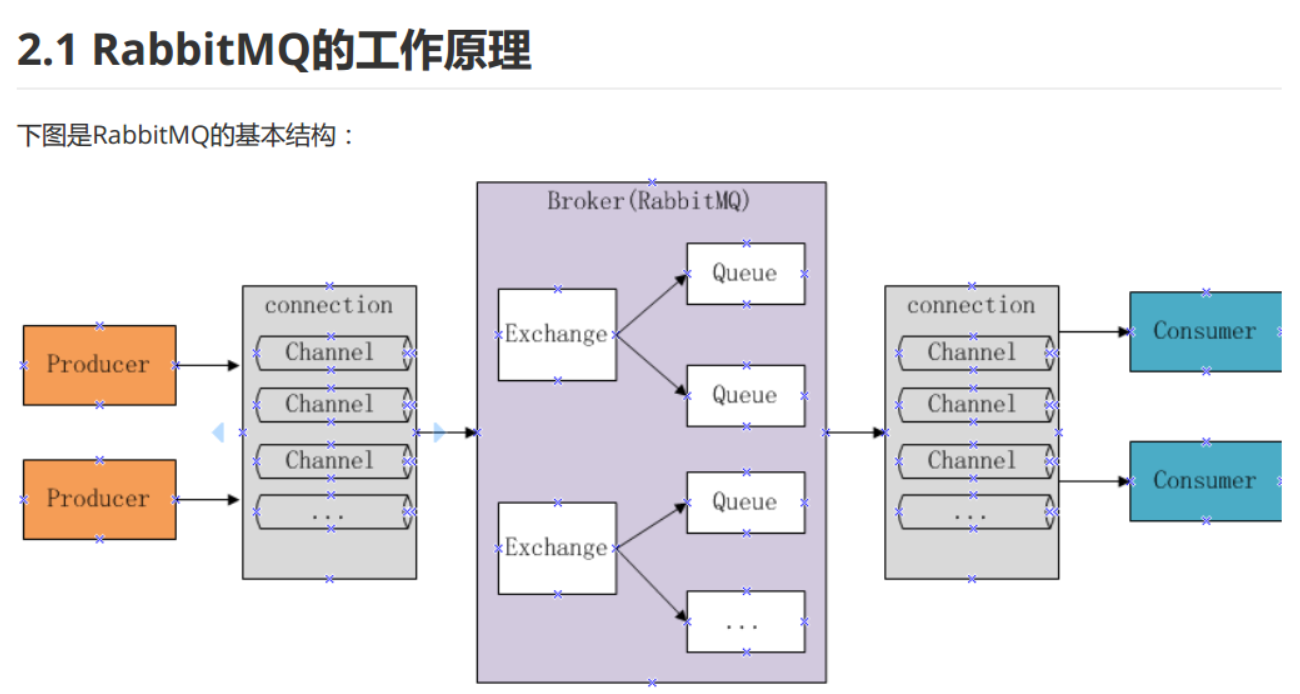 2.1 RabbitMQ的工作原理
下图是RabbitMQ的基本结构：
Broker(RabbitMQ)
Queue
connection
connection
Consumer
Exchange
Channel
Channel
Producer
Queue
Channel
Channel
Channel
Channel
Consumer
Producer
Queue
...
...
Exchange
...